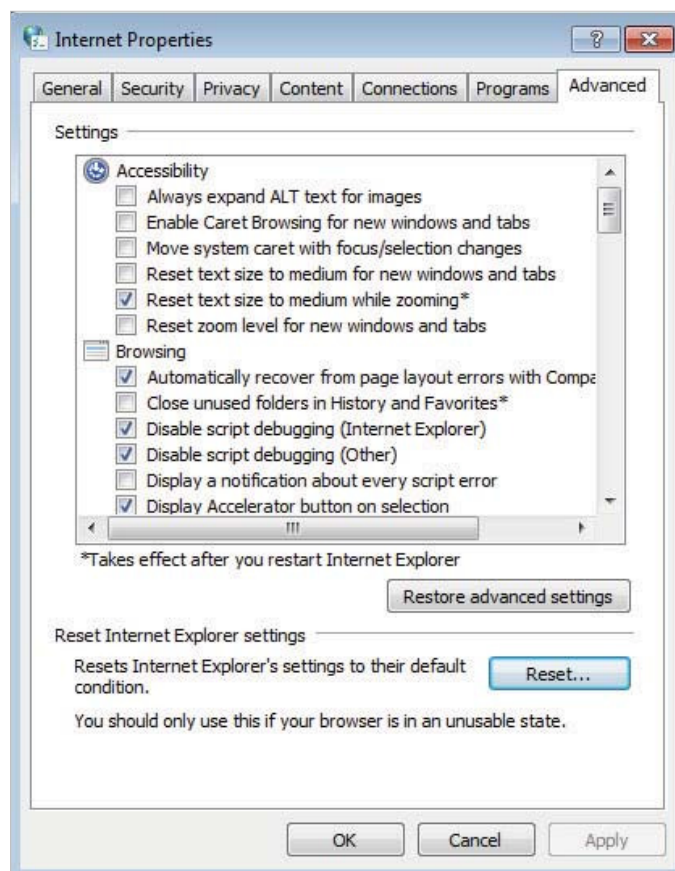 Internet Properties
General Security Privacy Content Connections Programs Advanced
Settings
Accessibility
Always expand ALT text for images
Enable Caret Browsing for new windows and tabs
Move system caret with focus/selection changes
Reset text size to medium for new windows and tabs
Reset text size to medium while zooming*
Reset zoom level for new windows and tabs
Browsing
Automatically recover from page layout errors with Compa
Close unused folders in History and Favorites*
Disable script debugging (Internet Explorer)
Disable script debugging (Other)
Display a notification about every script error
Display Accelerator button on selection
*Takes effect after you restart Internet Explorer
Restore advanced settings
Reset Internet Explorer settings
Resets Internet Explorer's settings to their default
condition.
Reset...
You should only use this if your browser is in an unusable state.
OK Cancel Apply